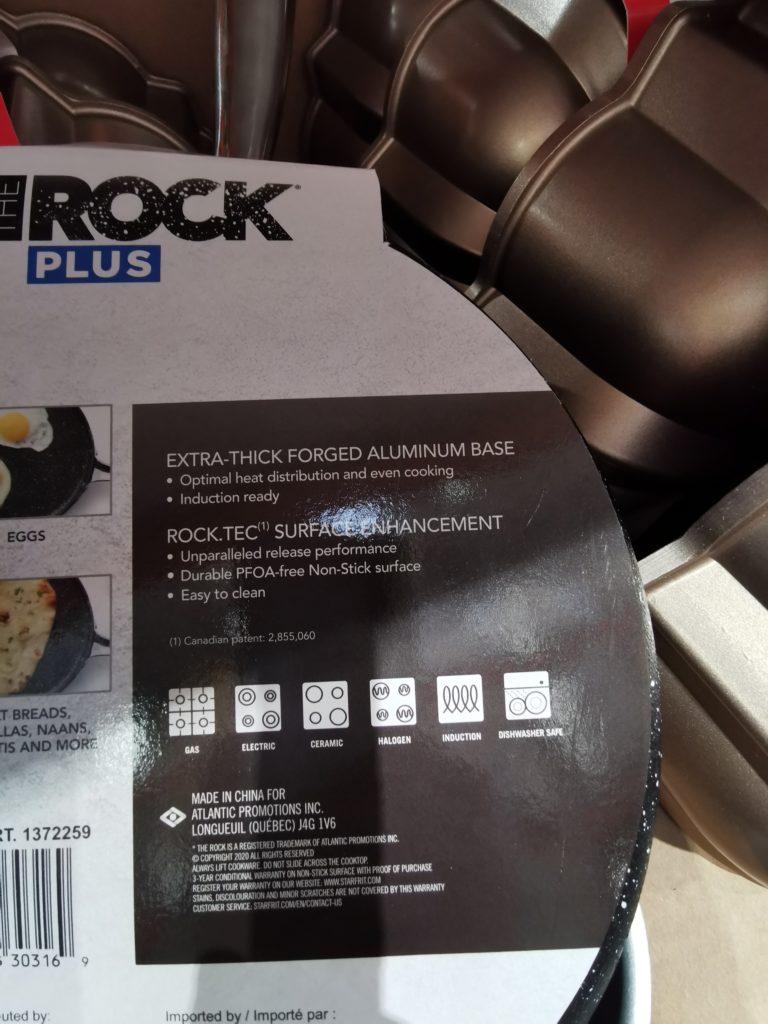 THE ROCK®
PLUS
EGGS
EXTRA-THICK FORGED ALUMINUM BASE
• Optimal heat distribution and even cooking
• Induction ready
ROCK.TEC(1) SURFACE ENHANCEMENT
• Unparalleled release performance
• Durable PFOA-free Non-Stick surface
• Easy to clean
(1) Canadian patent: 2,855,060
T BREADS,
LLAS, NAANS,
TIS AND MORE
GAS
ELECTRIC
CERAMIC
HALOGEN
INDUCTION
DISHWASHER SAFE
MADE IN CHINA FOR
ATLANTIC PROMOTIONS INC.
LONGUEUIL (QUÉBEC) J4G 1V6
* THE ROCK IS A REGISTERED TRADEMARK OF ATLANTIC PROMOTIONS INC.
© COPYRIGHT 2020 ALL RIGHTS RESERVED
ALWAYS LIFT COOKWARE. DO NOT SLIDE ACROSS THE COOKTOP.
3-YEAR CONDITIONAL WARRANTY ON NON-STICK SURFACE WITH PROOF OF PURCHASE
REGISTER YOUR WARRANTY ON OUR WEBSITE. WWW.STARFRIT.COM
STAINS, DISCOLOURATION AND MINOR SCRATCHES ARE NOT COVERED BY THIS WARRANTY
CUSTOMER SERVICE: STARFRIT.COM/EN/CONTACT-US
RT. 1372259
30316 9
uted by:
Imported by / Importé par :